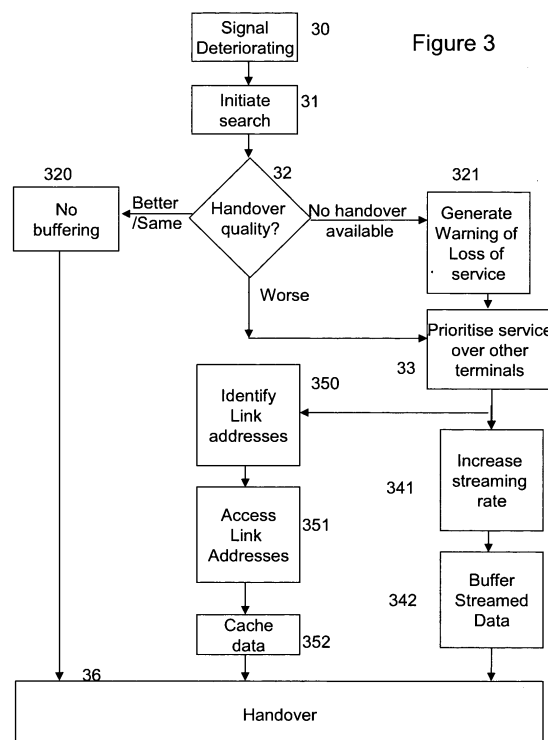 Signal
Deteriorating
30
Figure 3
Initiate
search
31
32
Handover
quality?
Better
/Same
320
No
buffering
No handover
available
321
Generate
Warning of
Loss of
service
Worse
Prioritise service
over other
terminals
33
350
Identify
Link
addresses
341
Increase
streaming
rate
351
Access
Link
Addresses
342
Buffer
Streamed
Data
Cache
data
352
36
Handover